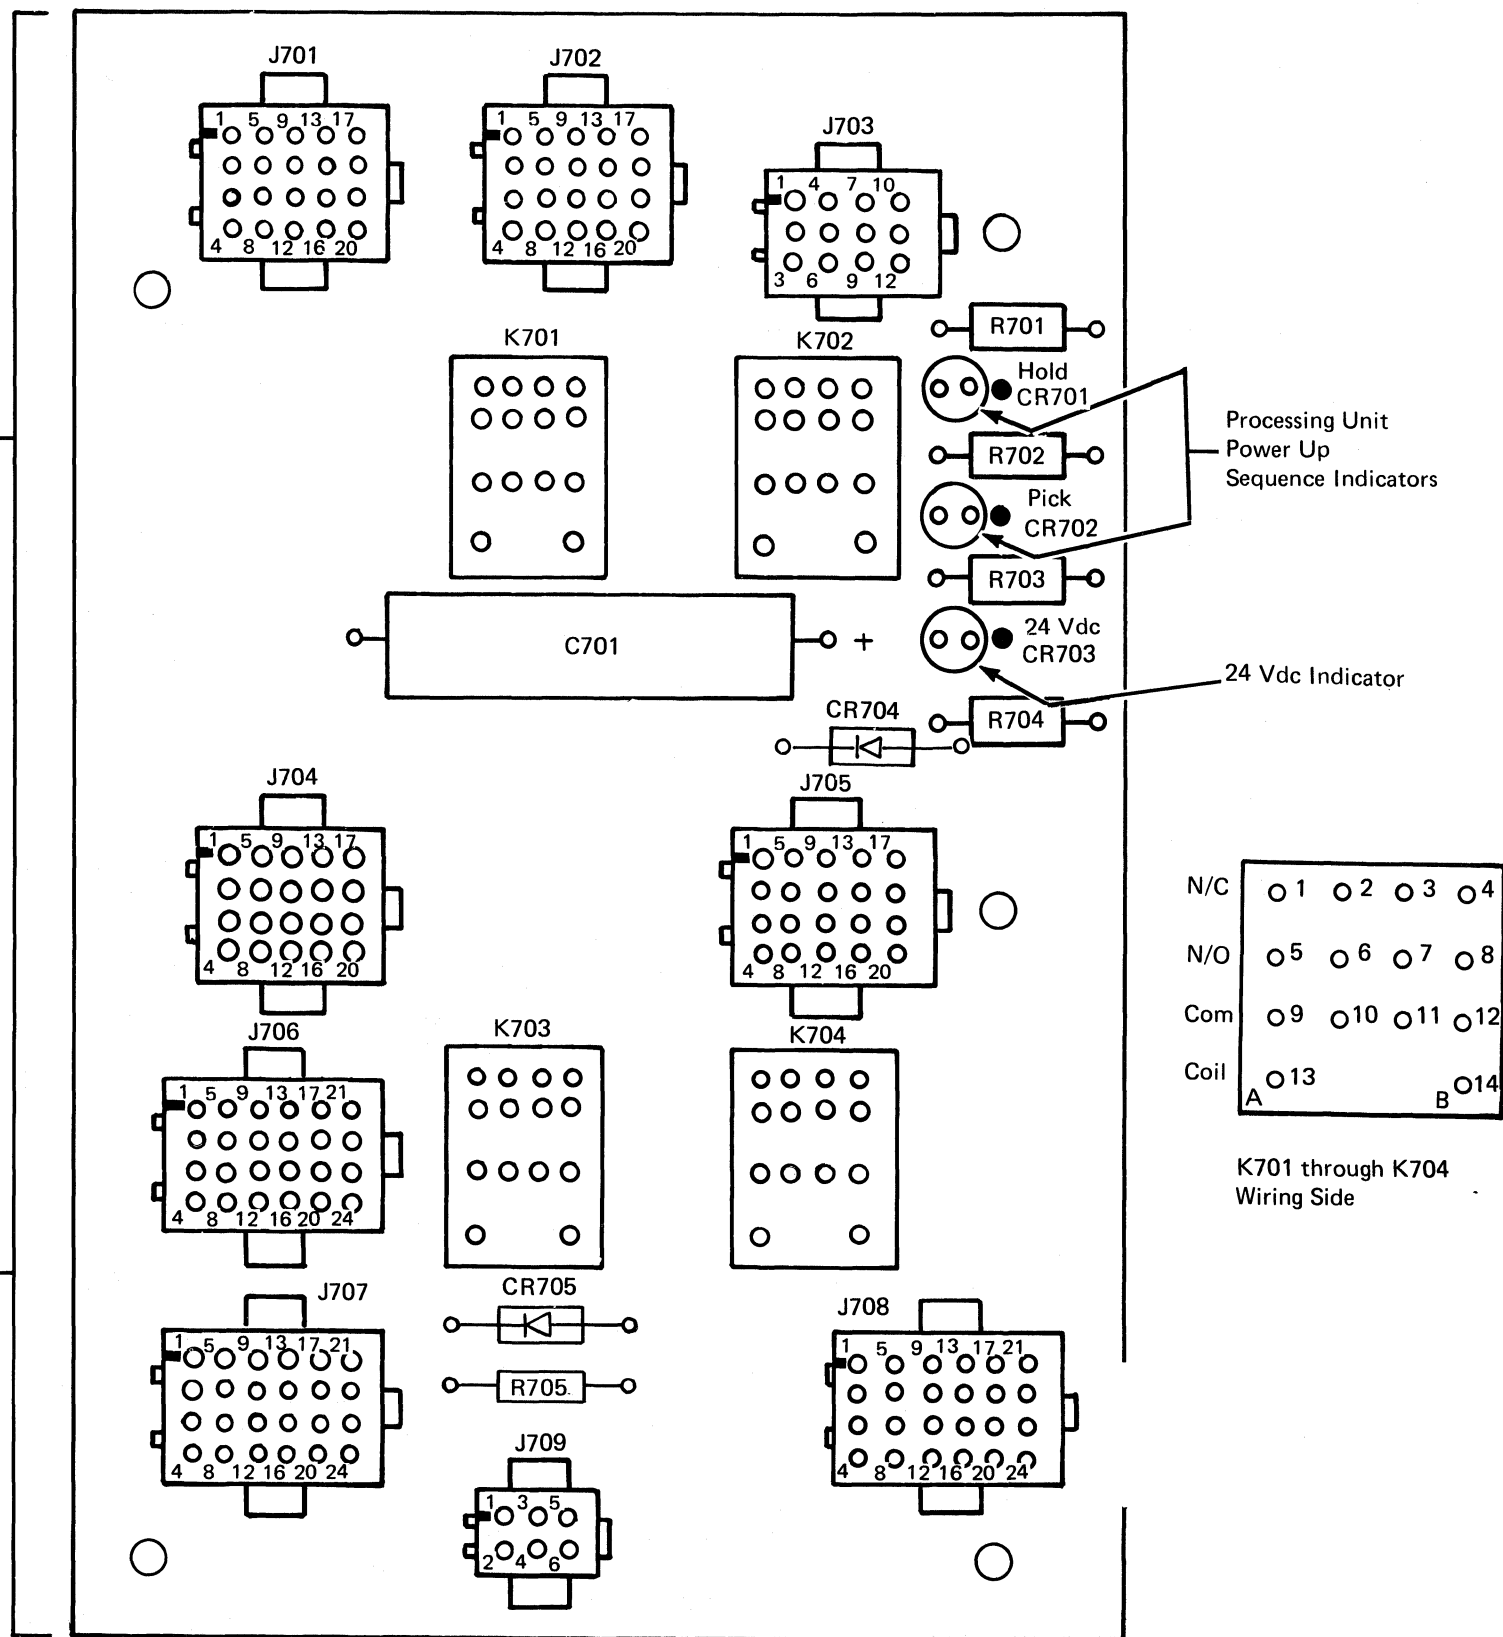 J701
1 5 9 13 17
4 8 12 16 20
J702
1 5 9 13 17
4 8 12 16 20
J703
1 4 7 10
3 6 9 12
R701
K701
K702
Hold
CR701
R702
Processing Unit
Power Up
Sequence Indicators
Pick
CR702
R703
C701
+
24 Vdc
CR703
24 Vdc Indicator
CR704
R704
J704
1 5 9 13 17
4 8 12 16 20
J705
1 5 9 13 17
4 8 12 16 20
N/C 1 2 3 4
N/O 5 6 7 8
Com 9 10 11 12
Coil 13 14
A B
K701 through K704
Wiring Side
J706
1 5 9 13 17 21
4 8 12 16 20 24
K703
K704
J707
1 5 9 13 17 21
4 8 12 16 20 24
CR705
R705
J708
1 5 9 13 17 21
4 8 12 16 20 24
J709
1 3 5
2 4 6